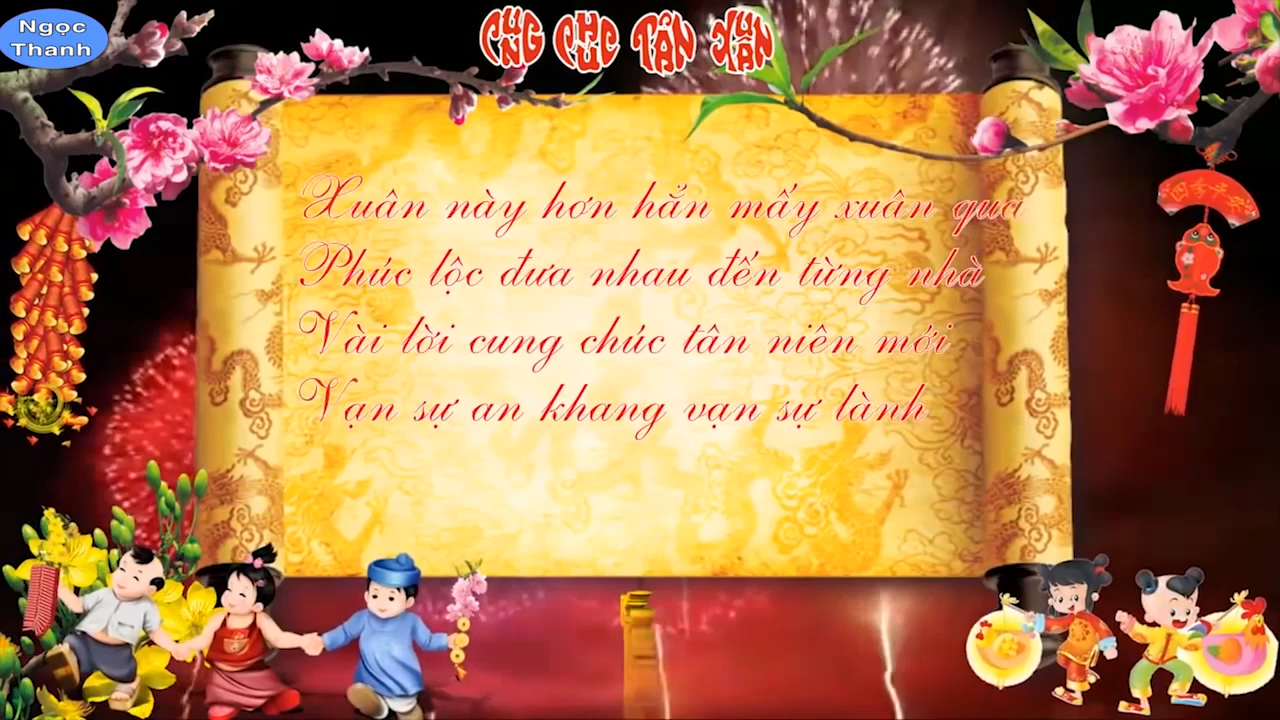 Ngọc
Thanh
CUNG CHÚC TÂN XUÂN
Xuân này hơn hẳn mấy xuân qua
Phúc lộc đưa nhau đến từng nhà
Vài lời cung chúc tân niên mới
Vạn sự an khang vạn sự lành